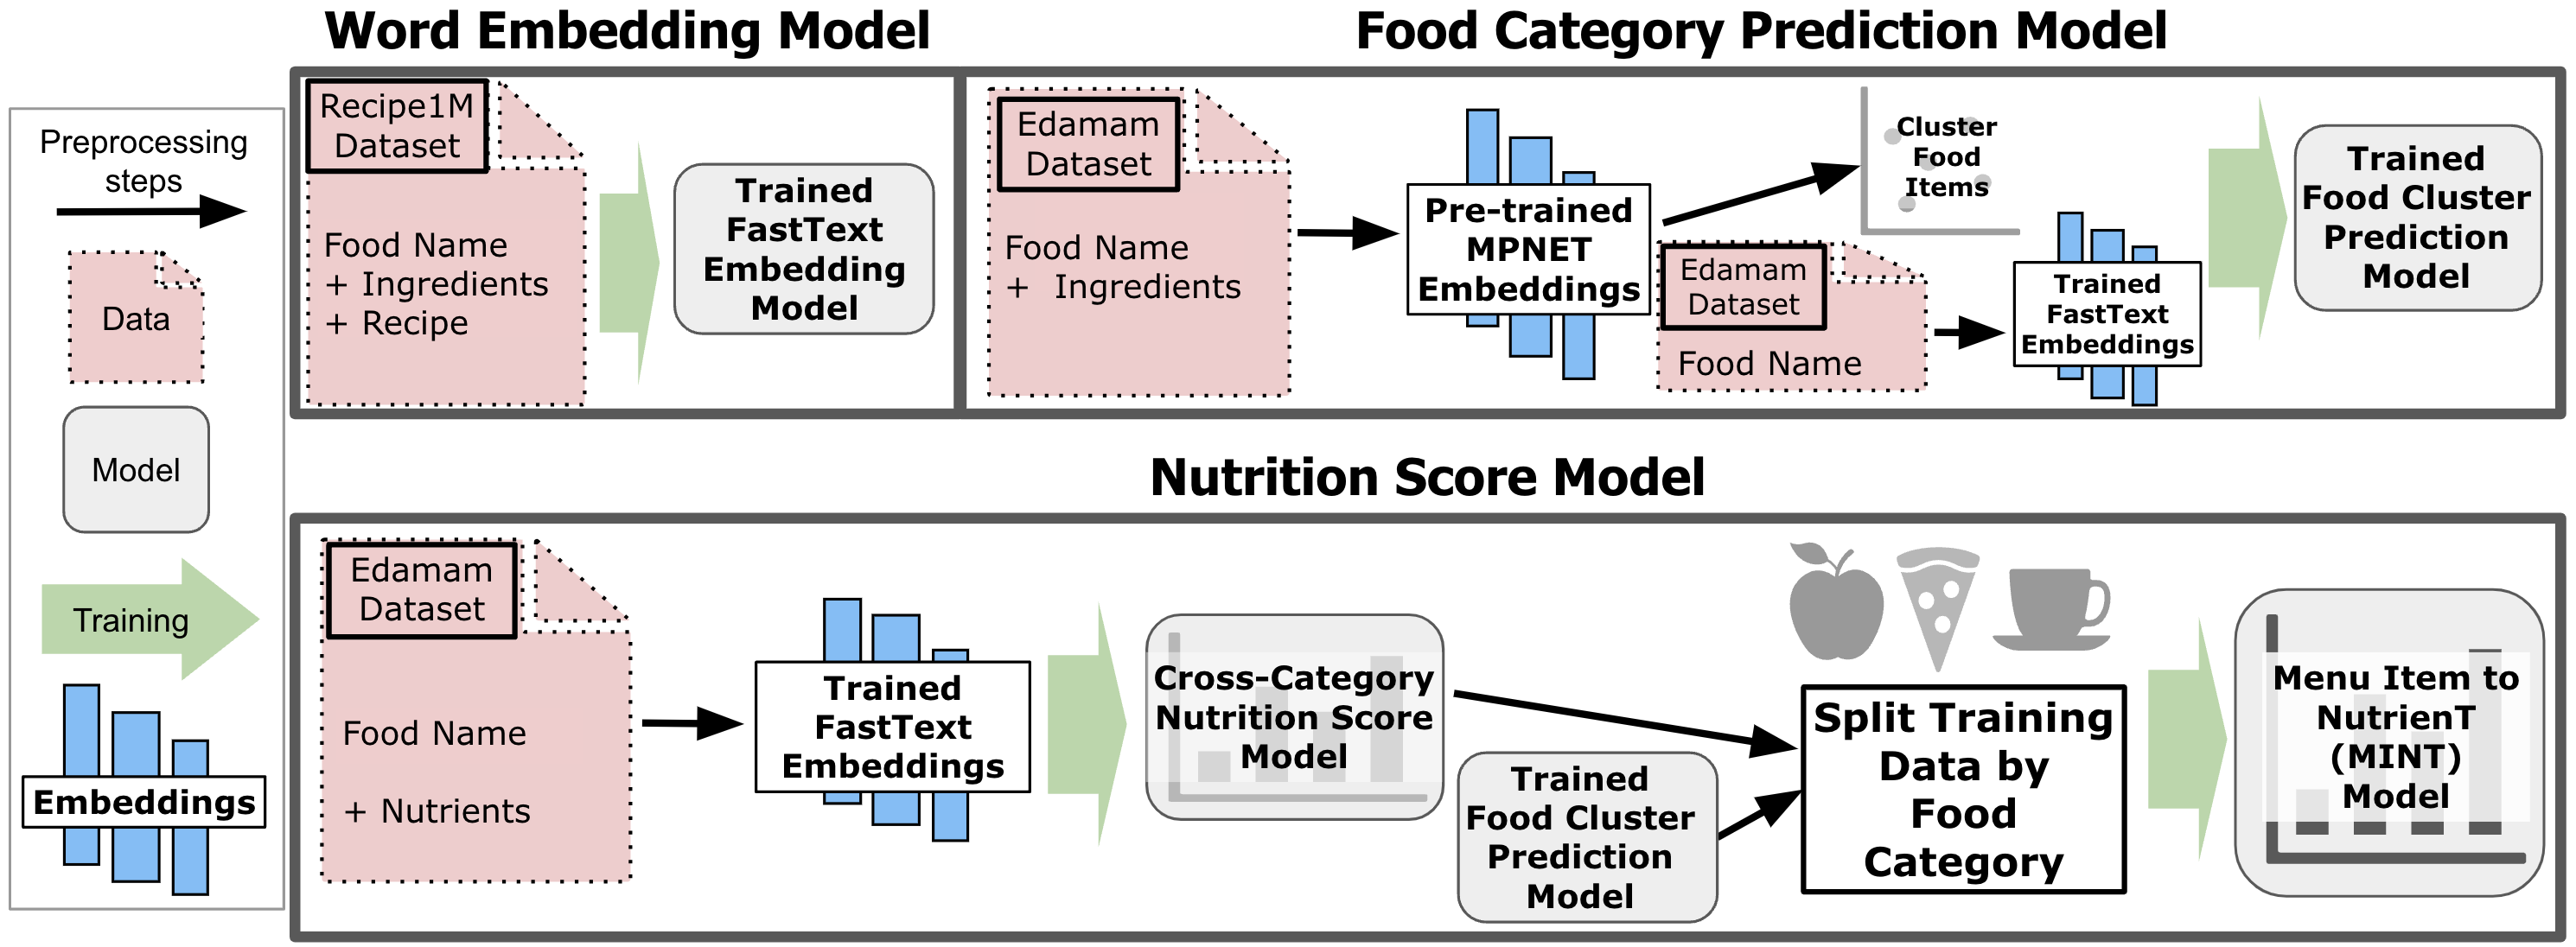 Word Embedding Model
Food Category Prediction Model
Preprocessing
steps
Data
Model
Training
Embeddings
Recipe1M
Dataset
Food Name
+ Ingredients
+ Recipe
Trained
FastText
Embedding
Model
Edamam
Dataset
Food Name
+ Ingredients
Pre-trained
MPNET
Embeddings
Cluster
Food
Items
Edamam
Dataset
Food Name
Trained
FastText
Embeddings
Trained
Food Cluster
Prediction
Model
Nutrition Score Model
Edamam
Dataset
Food Name
+ Nutrients
Trained
FastText
Embeddings
Cross-Category
Nutrition Score
Model
Trained
Food Cluster
Prediction
Model
Split Training
Data by
Food
Category
Menu Item to
NutrienT
(MINT)
Model